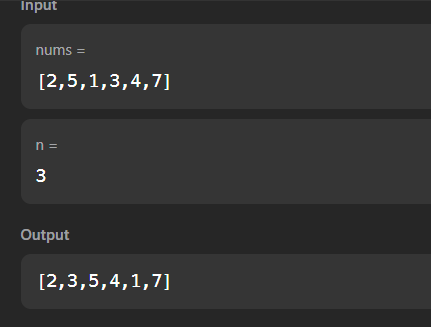 Input
nums =
[2,5,1,3,4,7]
n =
3
Output
[2,3,5,4,1,7]